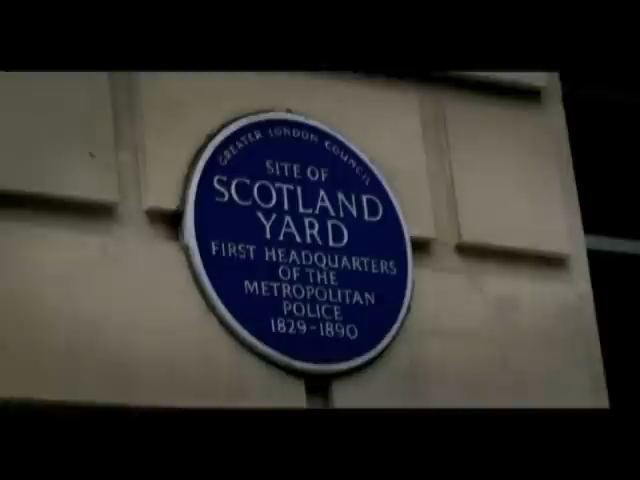 GREATER LONDON COUNCIL
SITE OF
SCOTLAND
YARD
FIRST HEADQUARTERS
OF THE
METROPOLITAN
POLICE
1829-1890